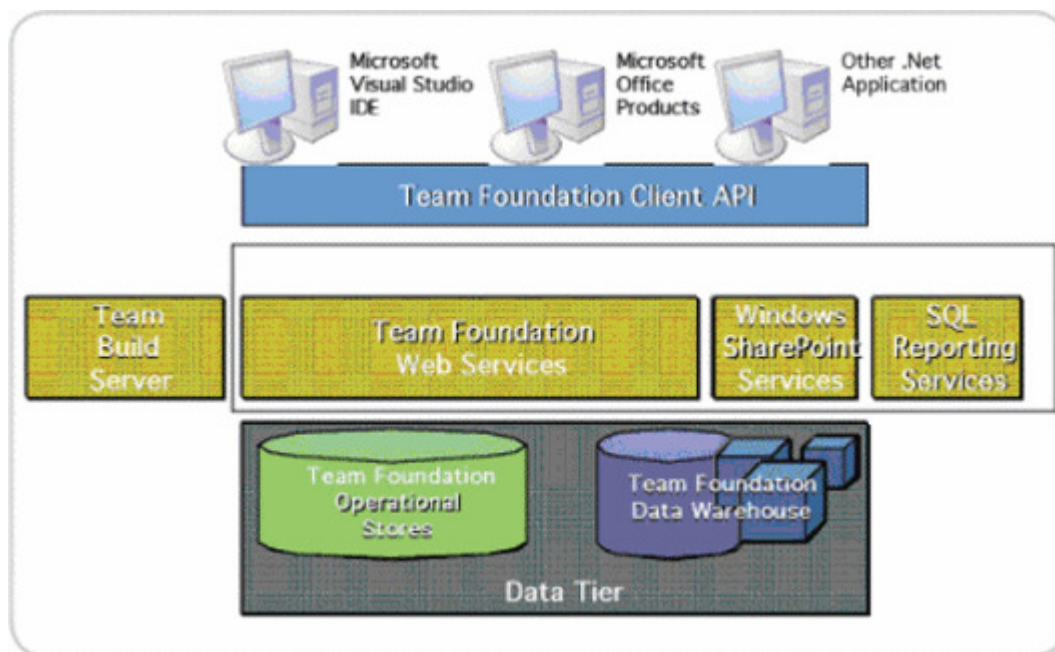 Microsoft
Visual Studio
IDE
Microsoft
Office
Products
Other .Net
Application
Team Foundation Client API
Team
Build
Server
Team Foundation
Web Services
Windows
SharePoint
Services
SQL
Reporting
Services
Team Foundation
Operational
Stores
Team Foundation
Data Warehouse
Data Tier